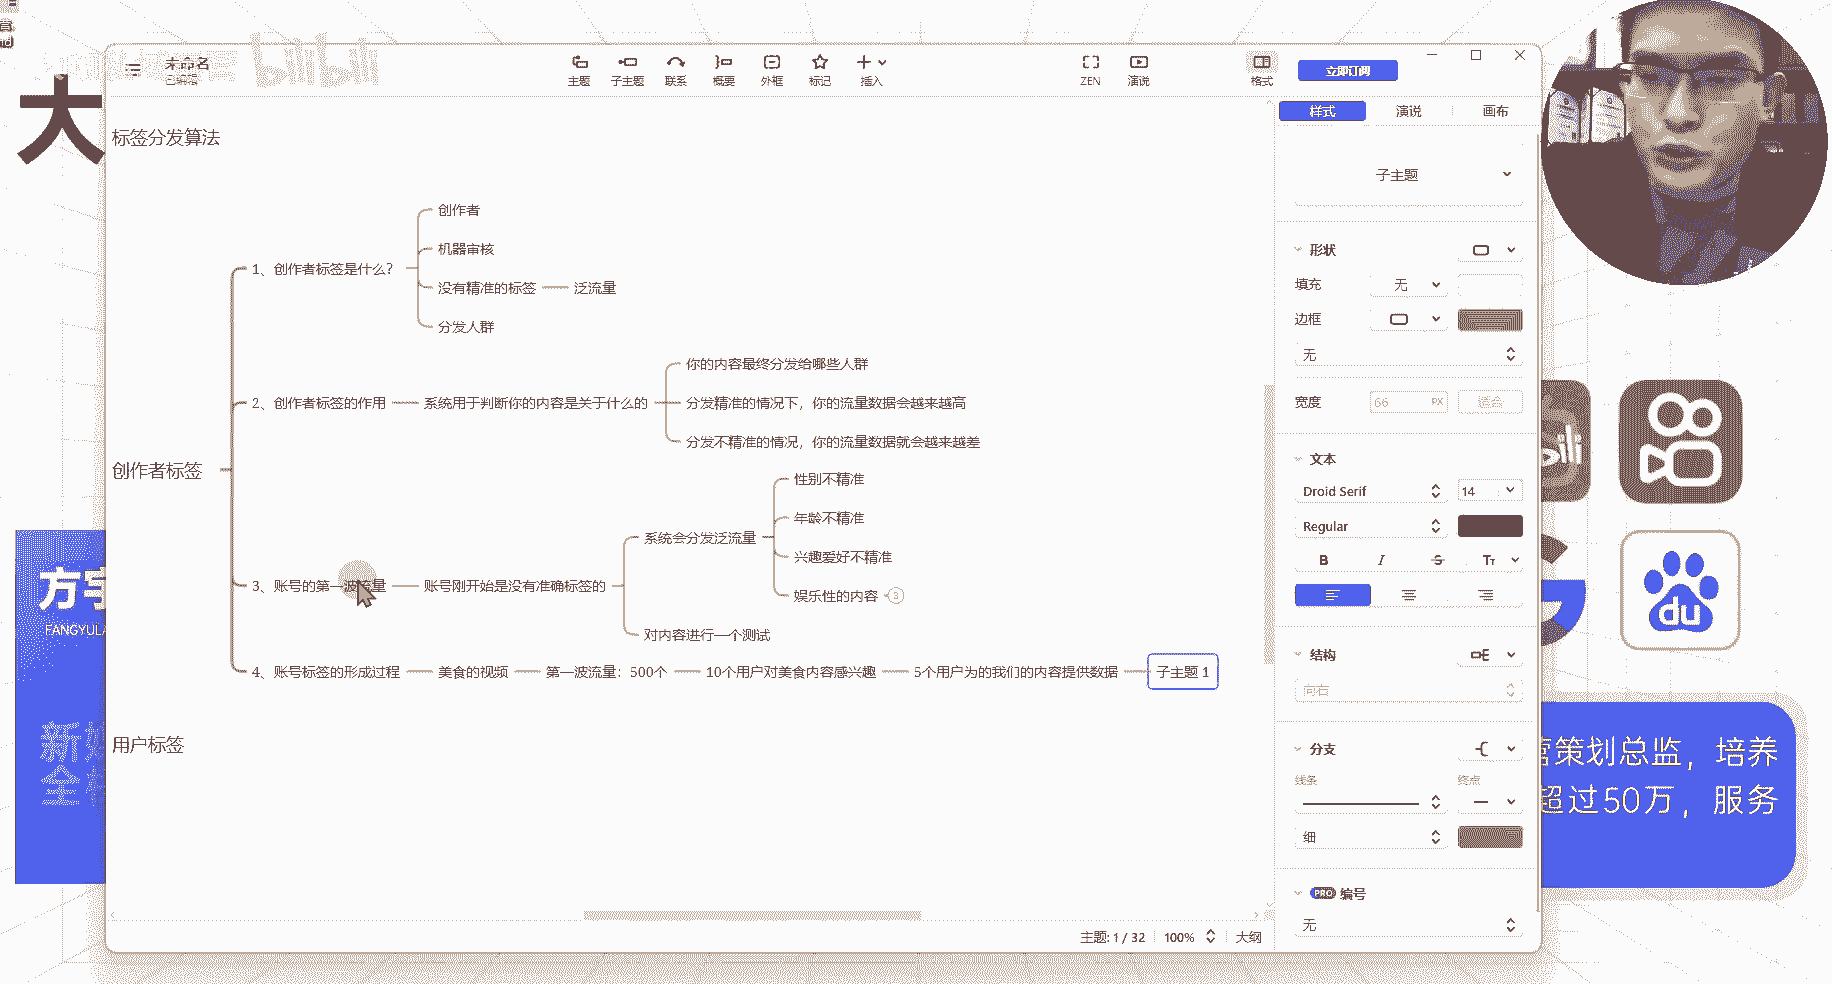 未命名
已编辑
bilibili
主题
子主题
联系
概要
外框
标记
插入
ZEN
演说
格式
立即订阅
大
标签分发算法
创作者标签
1、创作者标签是什么?
创作者
机器审核
没有精准的标签
泛流量
分发人群
2、创作者标签的作用
系统用于判断你的内容是关于什么的
你的内容最终分发给哪些人群
分发精准的情况下，你的流量数据会越来越高
分发不精准的情况，你的流量数据就会越来越差
3、账号的第一波流量
账号刚开始是没有准确标签的
系统会分发泛流量
性别不精准
年龄不精准
兴趣爱好不精准
娱乐性的内容
3
对内容进行一个测试
4、账号标签的形成过程
美食的视频
第一波流量：500个
10个用户对美食内容感兴趣
5个用户为的我们的内容提供数据
子主题 1
用户标签
主题: 1 / 32
100%
大纲
样式
演说
画布
子主题
形状
填充
无
边框
无
宽度
66
PX
适合
文本
Droid Serif
14
Regular
B
I
S
Tт
结构
向右
分支
线条
终点
细
PRO 编号
无
方宇
FANGYULA
新
全
du
营策划总监，培养
超过50万，服务